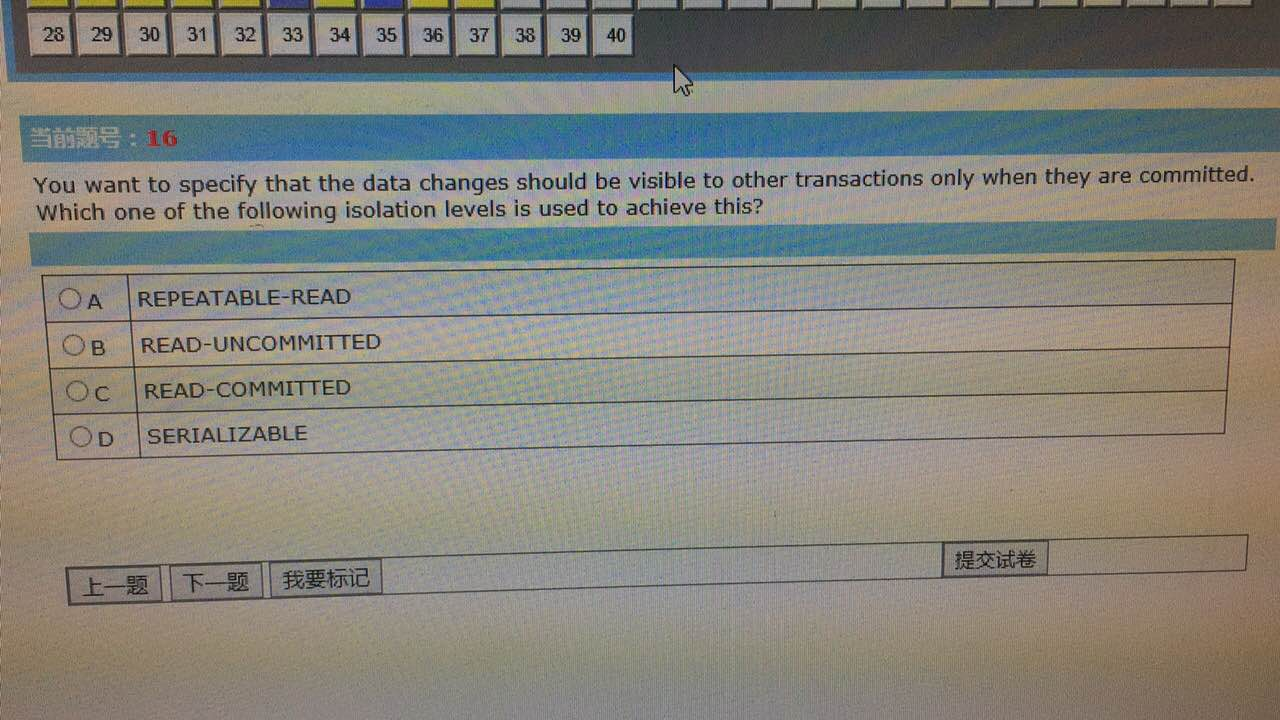 28 29 30 31 32 33 34 35 36 37 38 39 40
当前题号：16
You want to specify that the data changes should be visible to other transactions only when they are committed.
Which one of the following isolation levels is used to achieve this?
A REPEATABLE-READ
B READ-UNCOMMITTED
C READ-COMMITTED
D SERIALIZABLE
上一题 下一题 我要标记 提交试卷